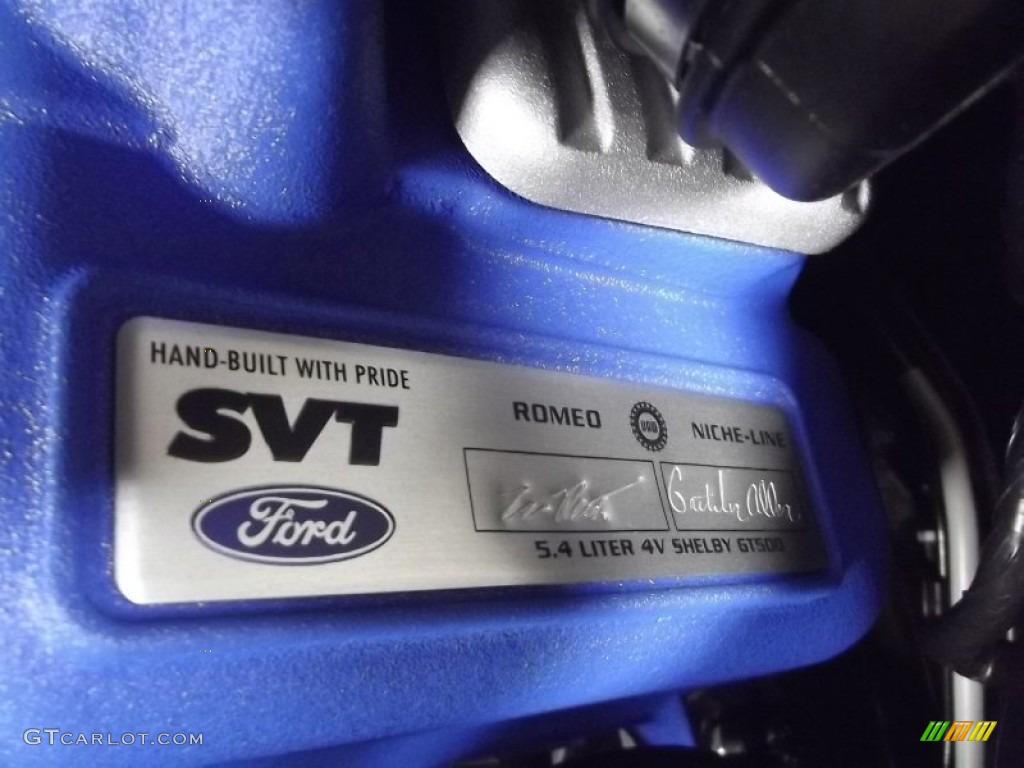 HAND-BUILT WITH PRIDE
SVT
Ford
ROMEO
NICHE-LINE
5.4 LITER 4V SHELBY GT500
GTCARLOT.COM